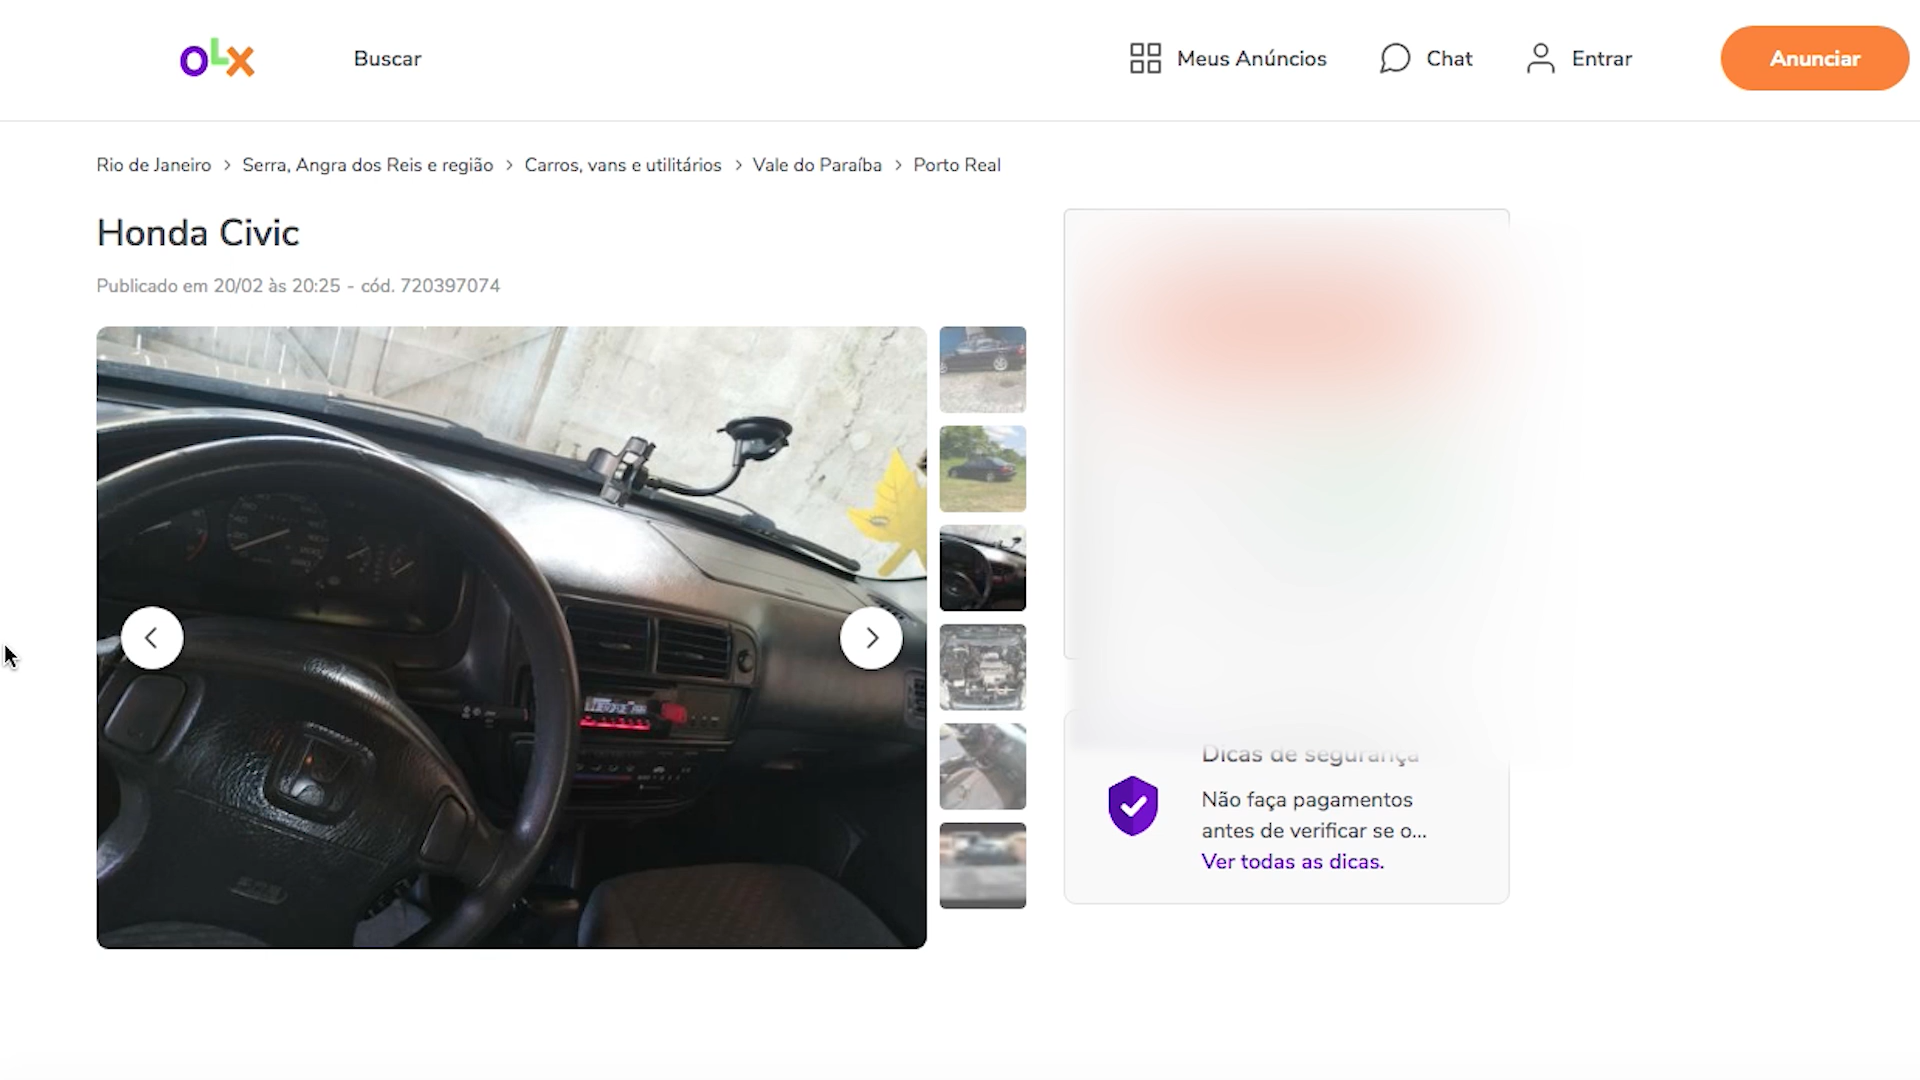 OLX
Buscar
Meus Anúncios
Chat
Entrar
Anunciar
Rio de Janeiro > Serra, Angra dos Reis e região > Carros, vans e utilitários > Vale do Paraíba > Porto Real
Honda Civic
Publicado em 20/02 às 20:25 - cód. 720397074
Dicas de segurança
Não faça pagamentos
antes de verificar se o...
Ver todas as dicas.